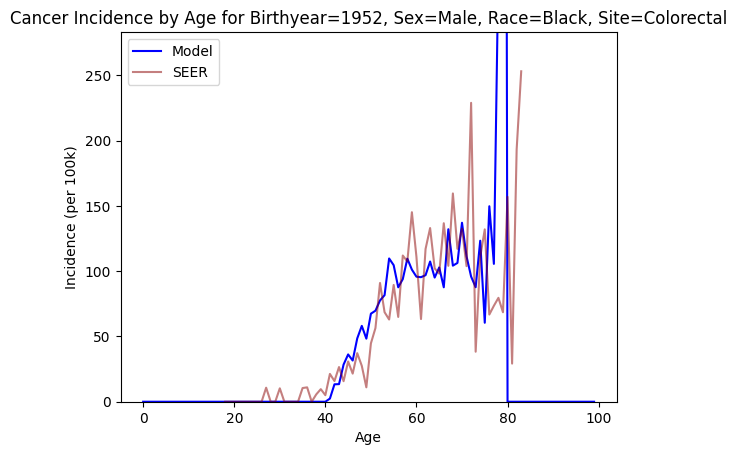 Cancer Incidence by Age for Birthyear=1952, Sex=Male, Race=Black, Site=Colorectal
Model
SEER
Incidence (per 100k)
250
200
150
100
50
0
0 20 40 60 80 100
Age